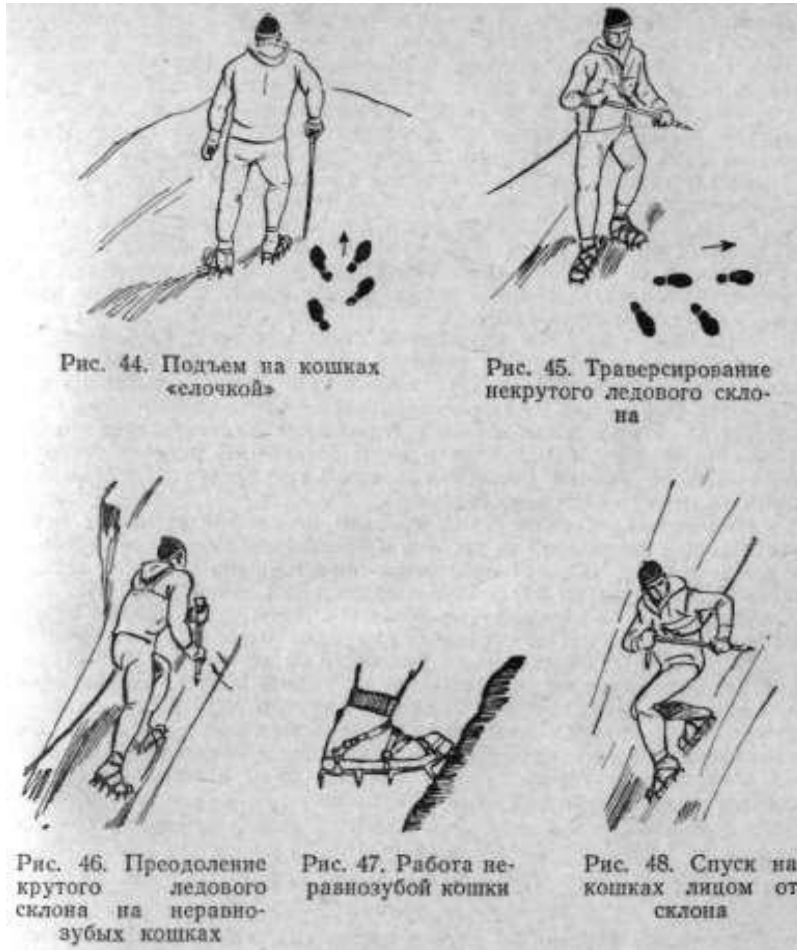 Рис. 44. Подъем на кошках
«елочкой»
Рис. 45. Траверсирование
некрутого ледового скло-
на
Рис. 46. Преодоление
крутого ледового
склона на неравно-
зубых кошках
Рис. 47. Работа не-
равнозубой кошки
Рис. 48. Спуск на
кошках лицом от
склона